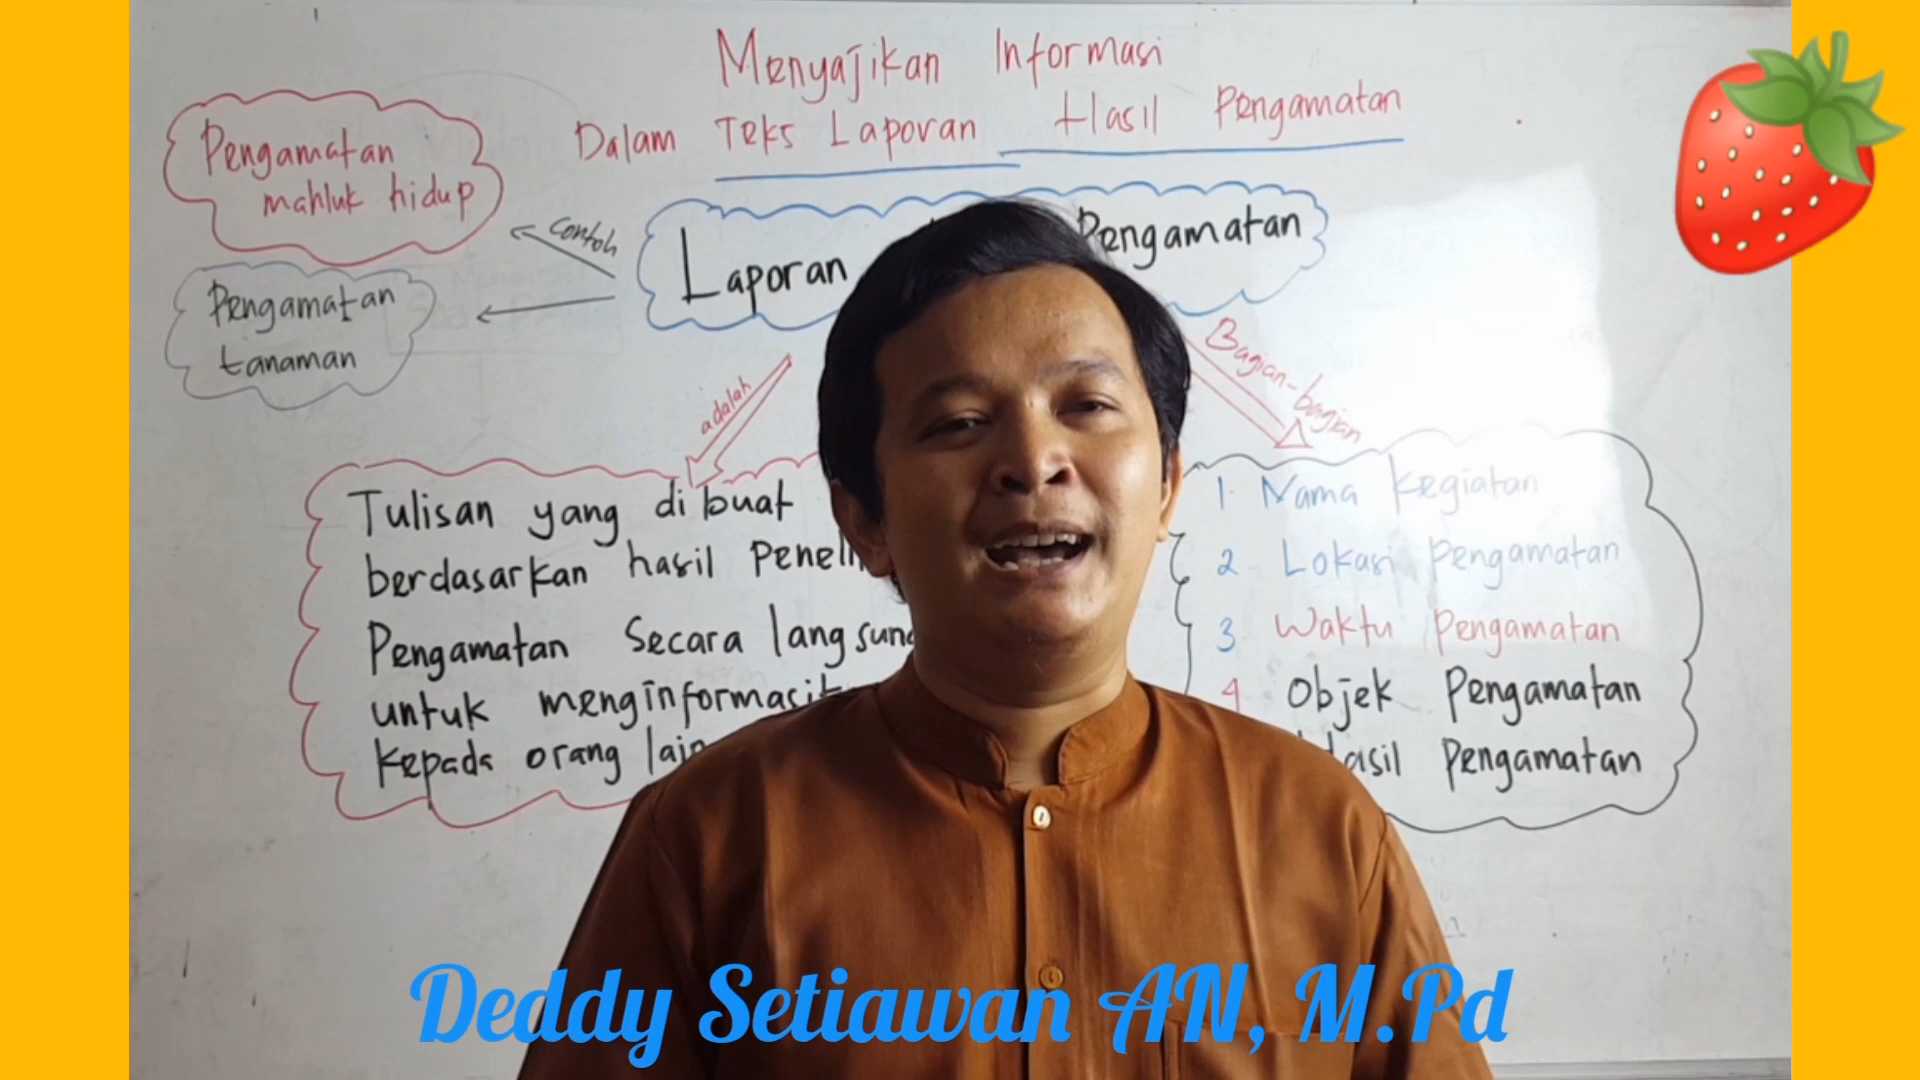 Menyajikan Informasi
Dalam Teks Laporan Hasil Pengamatan
Pengamatan
mahluk hidup
contoh
Laporan Pengamatan
Pengamatan
tanaman
adalah
Bagian-bagian
Tulisan yang dibuat
berdasarkan hasil
Pengamatan Secara
untuk
kepada orang
1. Nama Kegiatan
2 Lokasi Pengamatan
3 Waktu Pengamatan
4 Objek Pengamatan
Pengamatan
Deddy Setiawan AN, M.Pd